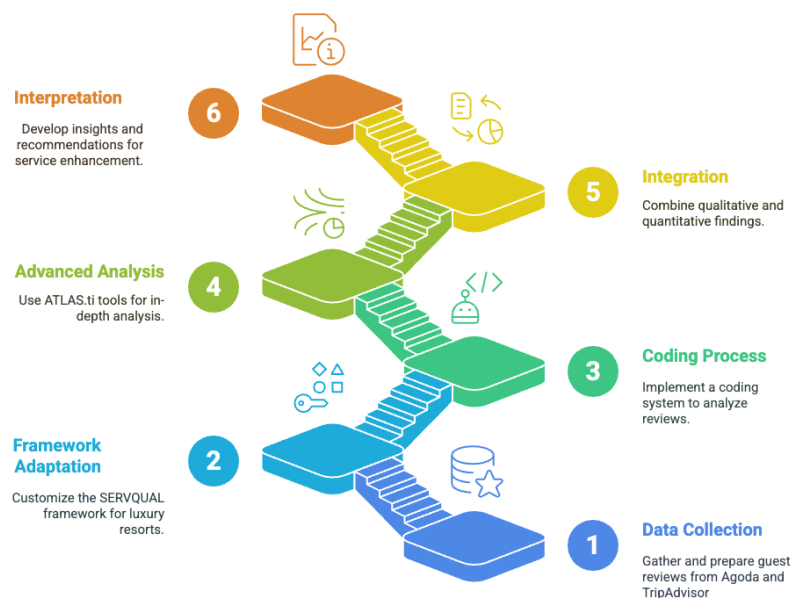 Interpretation
6
Develop insights and
recommendations for
service enhancement.
5
Integration
Combine qualitative and
quantitative findings.
Advanced Analysis
4
Use ATLAS.ti tools for in-
depth analysis.
3
Coding Process
Implement a coding
system to analyze
reviews.
Framework
Adaptation
2
Customize the SERVQUAL
framework for luxury
resorts.
1
Data Collection
Gather and prepare guest
reviews from Agoda and
TripAdvisor